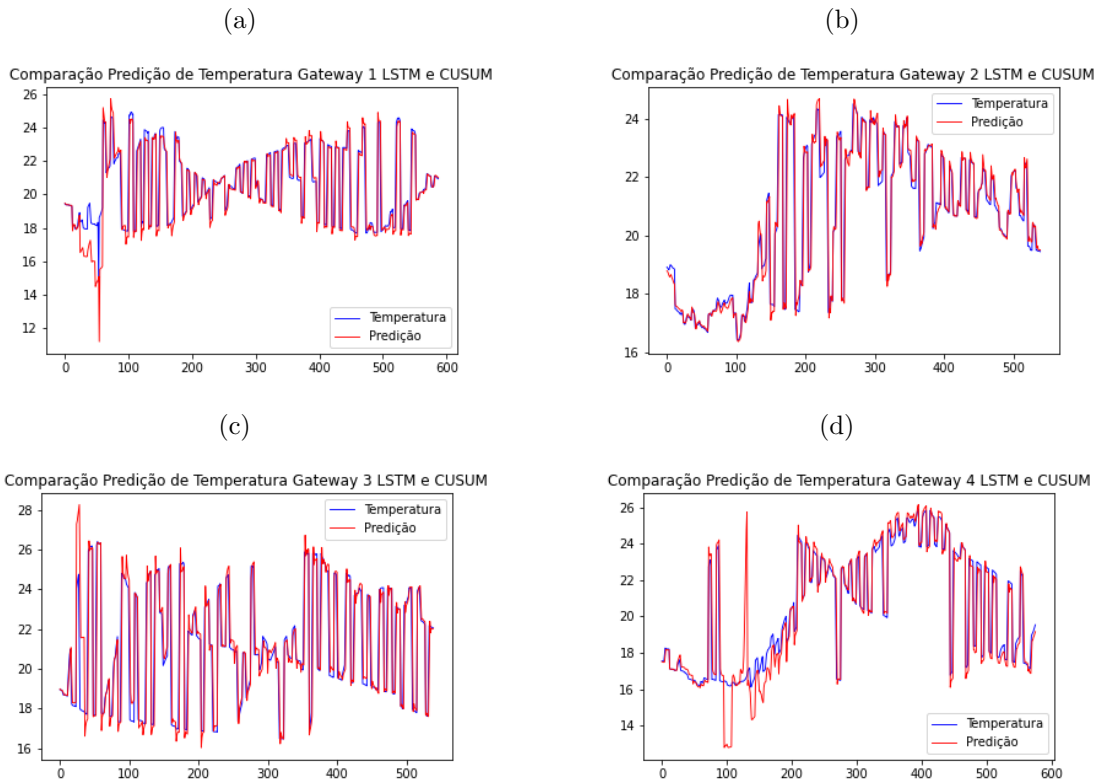 (a)
Comparação Predição de Temperatura Gateway 1 LSTM e CUSUM
26
24
22
20
18
16
14
12
0 100 200 300 400 500 600
Temperatura
Predição
(b)
Comparação Predição de Temperatura Gateway 2 LSTM e CUSUM
24
22
20
18
16
0 100 200 300 400 500
Temperatura
Predição
(c)
Comparação Predição de Temperatura Gateway 3 LSTM e CUSUM
28
26
24
22
20
18
16
0 100 200 300 400 500
Temperatura
Predição
(d)
Comparação Predição de Temperatura Gateway 4 LSTM e CUSUM
26
24
22
20
18
16
14
0 100 200 300 400 500 600
Temperatura
Predição